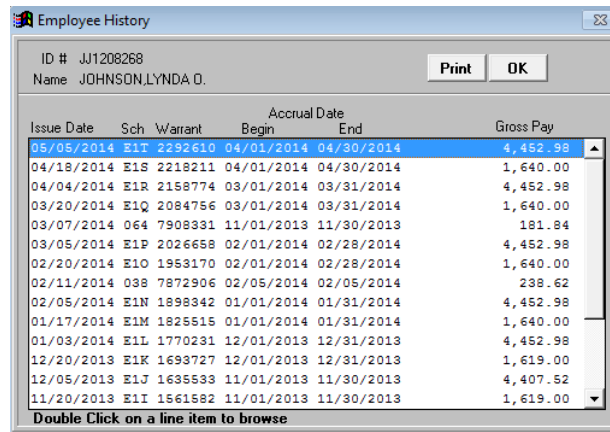 Employee History
ID # JJ1208268
Name JOHNSON,LYNDA O.
Print OK
Accrual Date
Issue Date Sch Warrant Begin End Gross Pay
05/05/2014 E1T 2292610 04/01/2014 04/30/2014 4,452.98
04/18/2014 E1S 2218211 04/01/2014 04/30/2014 1,640.00
04/04/2014 E1R 2158774 03/01/2014 03/31/2014 4,452.98
03/20/2014 E1Q 2084756 03/01/2014 03/31/2014 1,640.00
03/07/2014 064 7908331 11/01/2013 11/30/2013 181.84
03/05/2014 E1P 2026658 02/01/2014 02/28/2014 4,452.98
02/20/2014 E1O 1953170 02/01/2014 02/28/2014 1,640.00
02/11/2014 038 7872906 02/05/2014 02/05/2014 238.62
02/05/2014 E1N 1898342 01/01/2014 01/31/2014 4,452.98
01/17/2014 E1M 1825515 01/01/2014 01/31/2014 1,640.00
01/03/2014 E1L 1770231 12/01/2013 12/31/2013 4,452.98
12/20/2013 E1K 1693727 12/01/2013 12/31/2013 1,619.00
12/05/2013 E1J 1635533 11/01/2013 11/30/2013 4,407.52
11/20/2013 E1I 1561582 11/01/2013 11/30/2013 1,619.00
Double Click on a line item to browse